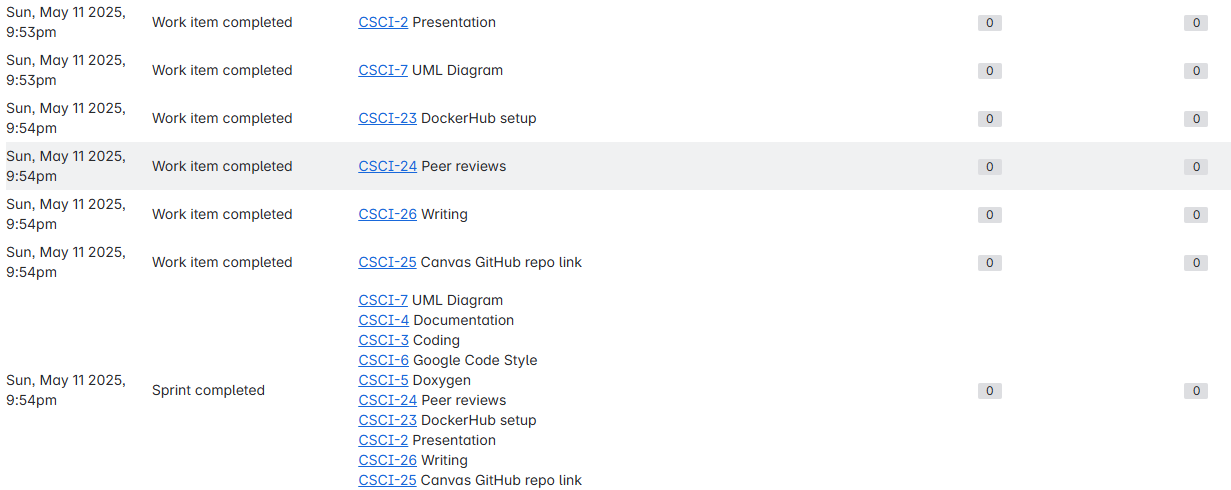 Sun, May 11 2025,
9:53pm
Work item completed
CSCI-2 Presentation
0
0
Sun, May 11 2025,
9:53pm
Work item completed
CSCI-7 UML Diagram
0
0
Sun, May 11 2025,
9:54pm
Work item completed
CSCI-23 DockerHub setup
0
0
Sun, May 11 2025,
9:54pm
Work item completed
CSCI-24 Peer reviews
0
0
Sun, May 11 2025,
9:54pm
Work item completed
CSCI-26 Writing
0
0
Sun, May 11 2025,
9:54pm
Work item completed
CSCI-25 Canvas GitHub repo link
0
0
Sun, May 11 2025,
9:54pm
Sprint completed
CSCI-7 UML Diagram
CSCI-4 Documentation
CSCI-3 Coding
CSCI-6 Google Code Style
CSCI-5 Doxygen
CSCI-24 Peer reviews
CSCI-23 DockerHub setup
CSCI-2 Presentation
CSCI-26 Writing
CSCI-25 Canvas GitHub repo link
0
0